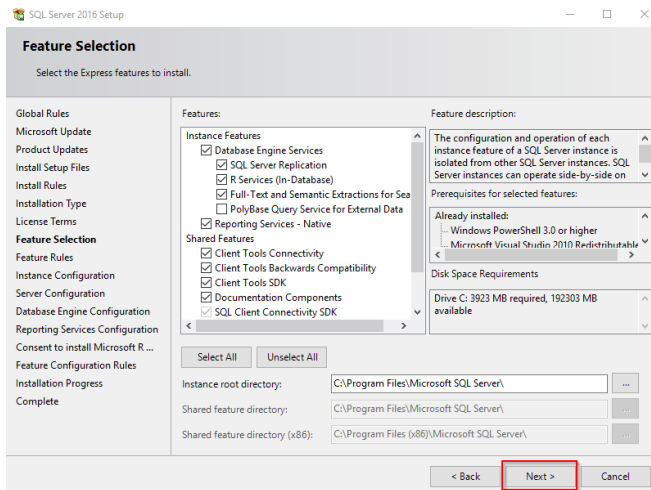 SQL Server 2016 Setup
Feature Selection
Select the Express features to install.
Global Rules
Microsoft Update
Product Updates
Install Setup Files
Install Rules
Installation Type
License Terms
Feature Selection
Feature Rules
Instance Configuration
Server Configuration
Database Engine Configuration
Reporting Services Configuration
Consent to install Microsoft R ...
Feature Configuration Rules
Installation Progress
Complete
Features:
Instance Features
Database Engine Services
SQL Server Replication
R Services (In-Database)
Full-Text and Semantic Extractions for Sea
PolyBase Query Service for External Data
Reporting Services - Native
Shared Features
Client Tools Connectivity
Client Tools Backwards Compatibility
Client Tools SDK
Documentation Components
SQL Client Connectivity SDK
Feature description:
The configuration and operation of each
instance feature of a SQL Server instance is
isolated from other SQL Server instances. SQL
Server instances can operate side-by-side on
Prerequisites for selected features:
Already installed:
Windows PowerShell 3.0 or higher
Microsoft Visual Studio 2010 Redistributable
Disk Space Requirements
Drive C: 3923 MB required, 192303 MB
available
Select All
Unselect All
Instance root directory:
C:\Program Files\Microsoft SQL Server\
...
Shared feature directory:
C:\Program Files\Microsoft SQL Server\
...
Shared feature directory (x86):
C:\Program Files (x86)\Microsoft SQL Server\
...
< Back
Next >
Cancel